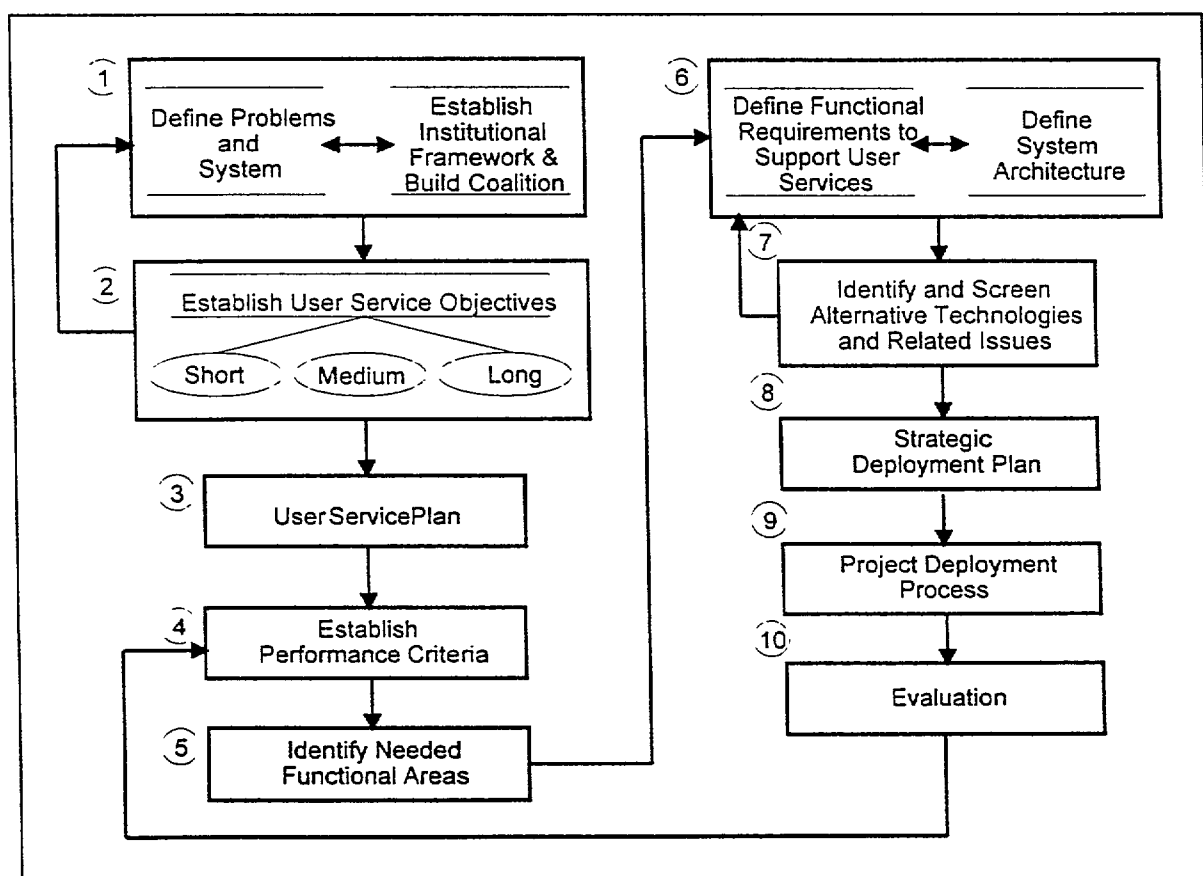 1
Define Problems
and
System
Establish
Institutional
Framework &
Build Coalition
2
Establish User Service Objectives
Short
Medium
Long
3
UserServicePlan
4
Establish
Performance Criteria
5
Identify Needed
Functional Areas
6
Define Functional
Requirements to
Support User
Services
Define
System
Architecture
7
Identify and Screen
Alternative Technologies
and Related Issues
8
Strategic
Deployment Plan
9
Project Deployment
Process
10
Evaluation